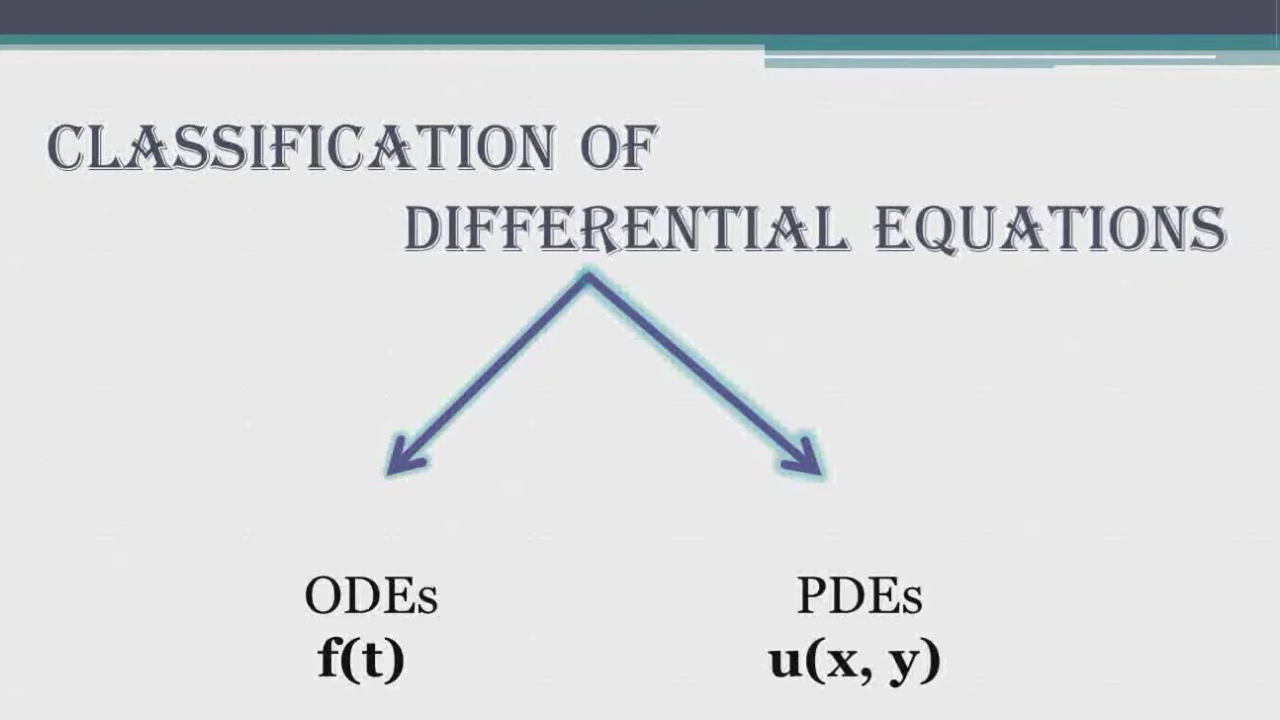 CLASSIFICATION OF
DIFFERENTIAL EQUATIONS
ODEs
f(t)
PDEs
u(x, y)